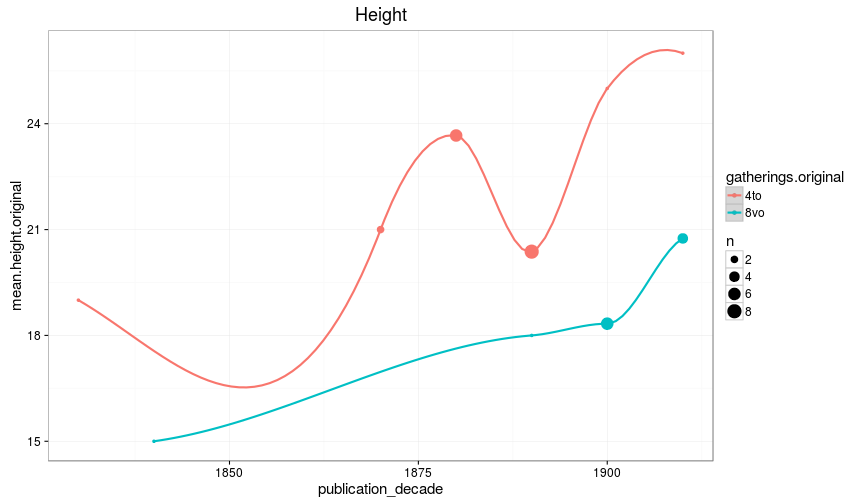 Height
mean.height.original
24
21
18
15
1850
1875
1900
publication_decade
gatherings.original
4to
8vo
n
2
4
6
8